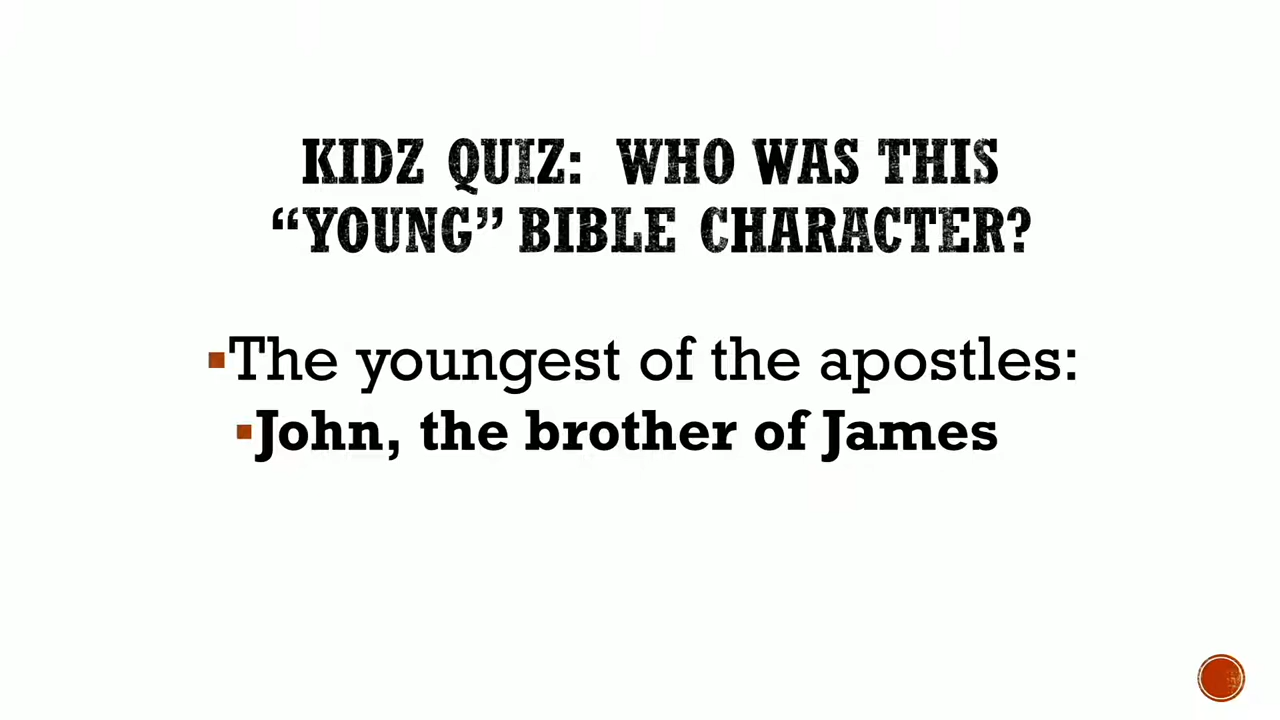 KIDZ QUIZ: WHO WAS THIS
“YOUNG” BIBLE CHARACTER?
▪The youngest of the apostles:
▪John, the brother of James